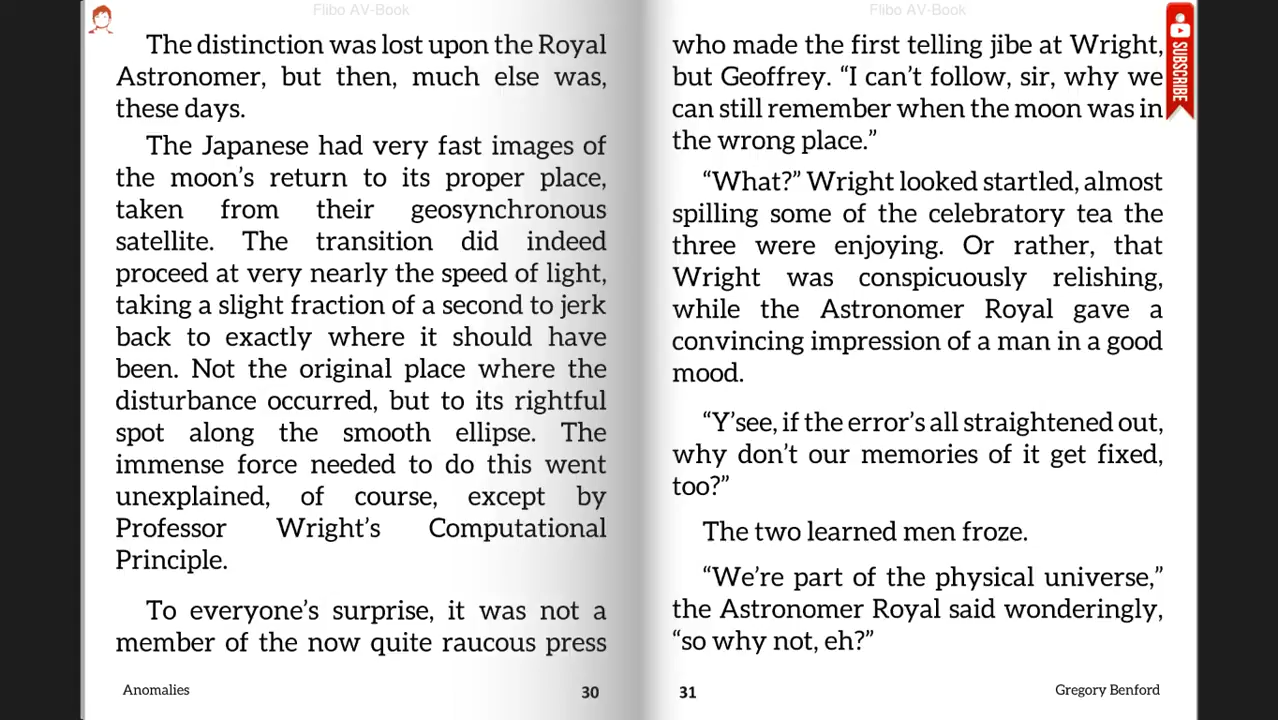 Flibo AV-Book
The distinction was lost upon the Royal
Astronomer, but then, much else was,
these days.
The Japanese had very fast images of
the moon’s return to its proper place,
taken from their geosynchronous
satellite. The transition did indeed
proceed at very nearly the speed of light,
taking a slight fraction of a second to jerk
back to exactly where it should have
been. Not the original place where the
disturbance occurred, but to its rightful
spot along the smooth ellipse. The
immense force needed to do this went
unexplained, of course, except by
Professor Wright’s Computational
Principle.
To everyone’s surprise, it was not a
member of the now quite raucous press
Anomalies
30
Flibo AV-Book
who made the first telling jibe at Wright,
but Geoffrey. “I can’t follow, sir, why we
can still remember when the moon was in
the wrong place.”
“What?” Wright looked startled, almost
spilling some of the celebratory tea the
three were enjoying. Or rather, that
Wright was conspicuously relishing,
while the Astronomer Royal gave a
convincing impression of a man in a good
mood.
“Y’see, if the error’s all straightened out,
why don’t our memories of it get fixed,
too?”
The two learned men froze.
“We’re part of the physical universe,”
the Astronomer Royal said wonderingly,
“so why not, eh?”
31
Gregory Benford
SUBSCRIBE